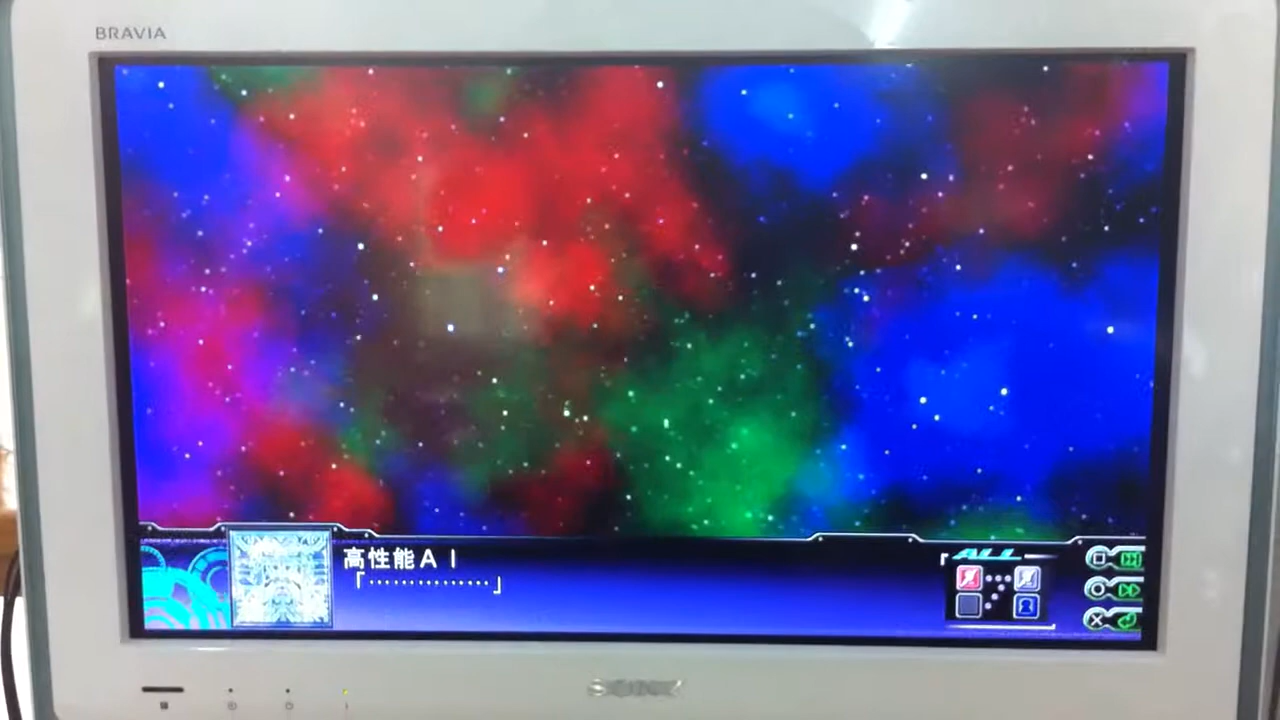 BRAVIA
高性能ＡＩ
「……………」
ALL
SONY